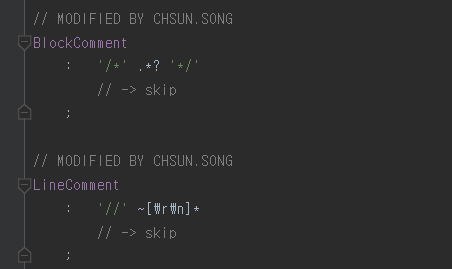 // MODIFIED BY CHSUN.SONG
BlockComment
: '/*' .*? '*/'
// -> skip
;
// MODIFIED BY CHSUN.SONG
LineComment
: '//' ~[₩r₩n]*
// -> skip
;